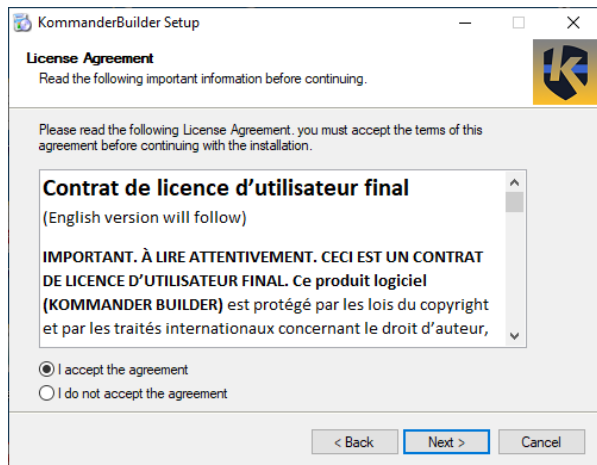 KommanderBuilder Setup
License Agreement
Read the following important information before continuing.
K
Please read the following License Agreement. you must accept the terms of this
agreement before continuing with the installation.
Contrat de licence d'utilisateur final
(English version will follow)
IMPORTANT. À LIRE ATTENTIVEMENT. CECI EST UN CONTRAT
DE LICENCE D'UTILISATEUR FINAL. Ce produit logiciel
(KOMMANDER BUILDER) est protégé par les lois du copyright
et par les traités internationaux concernant le droit d'auteur,
I accept the agreement
I do not accept the agreement
< Back Next > Cancel